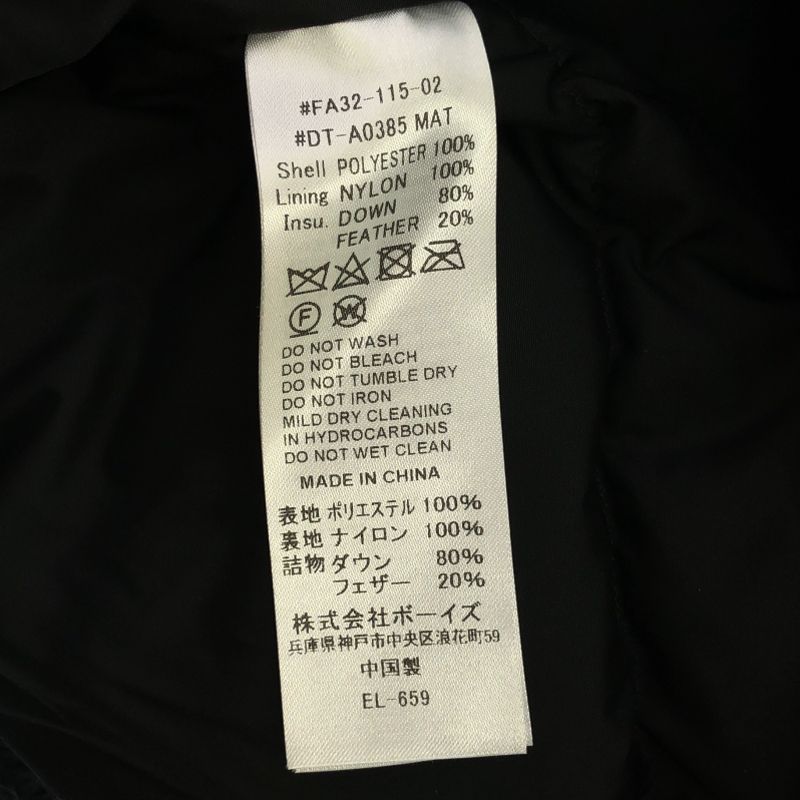 #FA32-115-02
#DT-A0385 MAT
Shell POLYESTER 100%
Lining NYLON 100%
Insu. DOWN 80%
FEATHER 20%
F W
DO NOT WASH
DO NOT BLEACH
DO NOT TUMBLE DRY
DO NOT IRON
MILD DRY CLEANING
IN HYDROCARBONS
DO NOT WET CLEAN
MADE IN CHINA
表地 ポリエステル 100%
裏地 ナイロン 100%
詰物 ダウン 80%
フェザー 20%
株式会社ボーイズ
兵庫県神戸市中央区浪花町59
中国製
EL-659